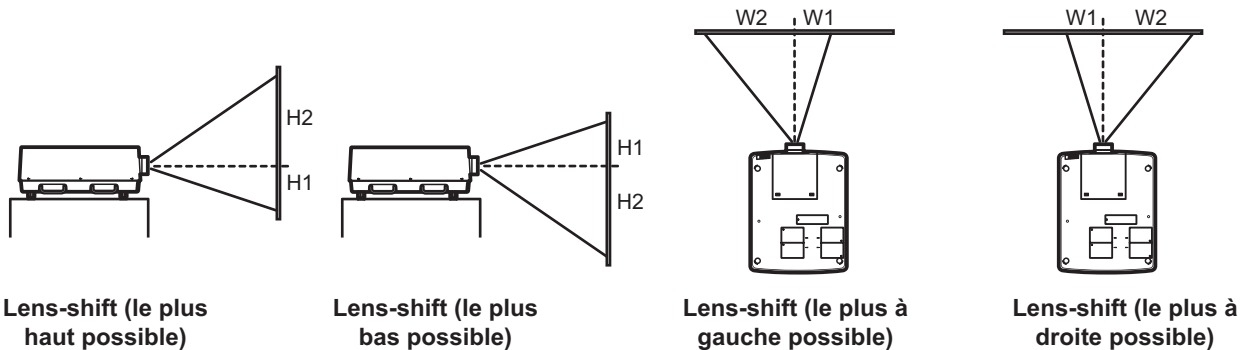 H2
H1
H1
H2
W2 W1
W1 W2
Lens-shift (le plus
haut possible)
Lens-shift (le plus
bas possible)
Lens-shift (le plus à
gauche possible)
Lens-shift (le plus à
droite possible)